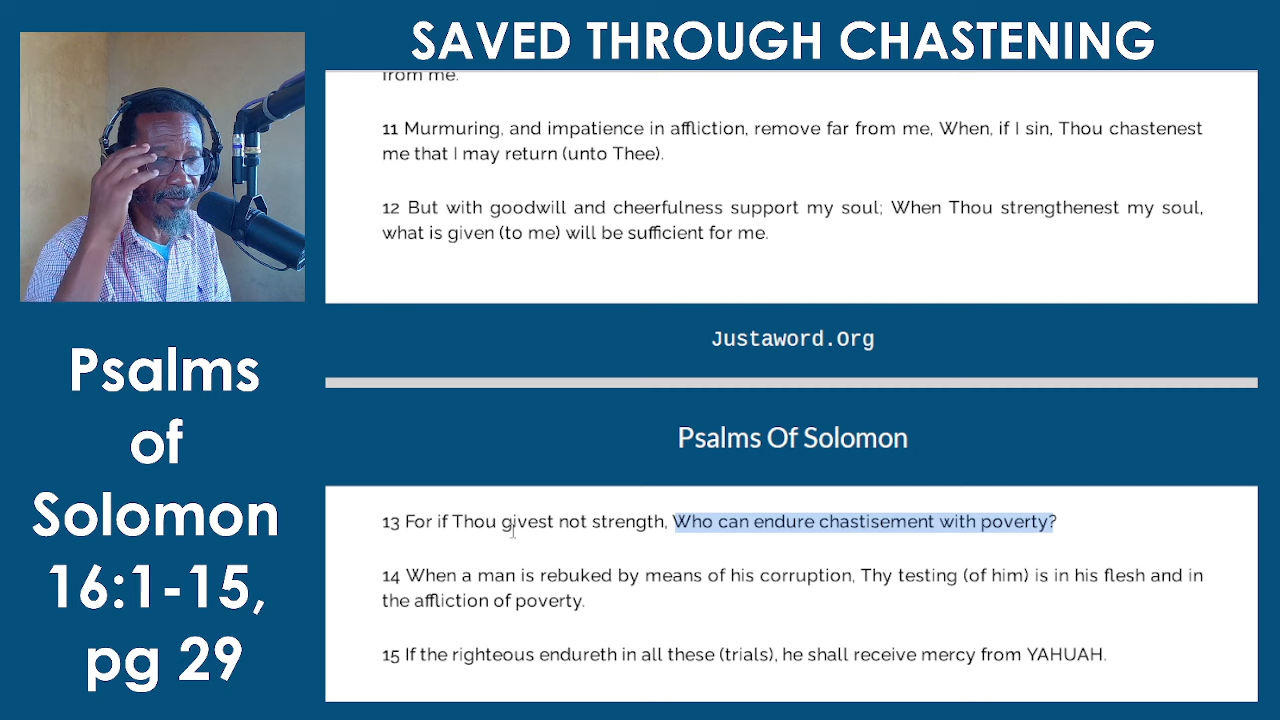 SAVED THROUGH CHASTENING
from me.
11 Murmuring, and impatience in affliction, remove far from me, When, if I sin, Thou chastenest
me that I may return (unto Thee).
12 But with goodwill and cheerfulness support my soul; When Thou strengthenest my soul,
what is given (to me) will be sufficient for me.
Justaword.Org
Psalms
of
Solomon
16:1-15,
pg 29
Psalms Of Solomon
13 For if Thou givest not strength, Who can endure chastisement with poverty?
14 When a man is rebuked by means of his corruption, Thy testing (of him) is in his flesh and in
the affliction of poverty.
15 If the righteous endureth in all these (trials), he shall receive mercy from YAHUAH.